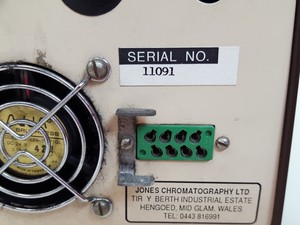 SERIAL NO.
11091
JONES CHROMATOGRAPHY LTD
TIR Y BERTH INDUSTRIAL ESTATE
HENGOED, MID GLAM. WALES
TEL: 0443 816991